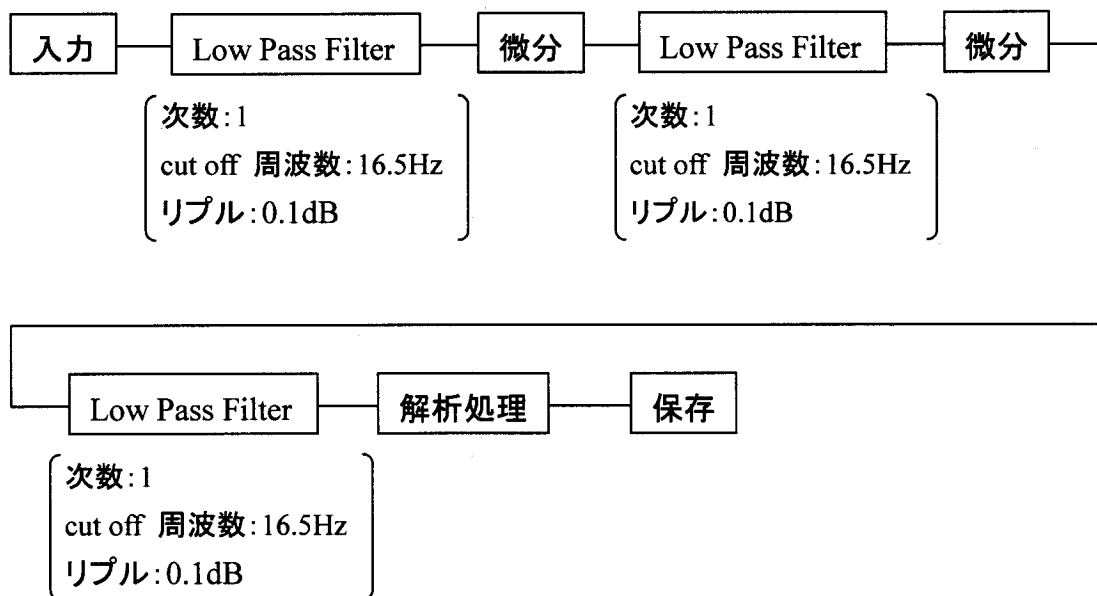 入力 Low Pass Filter 微分 Low Pass Filter 微分
次数:1
cut off 周波数:16.5Hz
リプル:0.1dB
次数:1
cut off 周波数:16.5Hz
リプル:0.1dB
Low Pass Filter 解析処理 保存
次数:1
cut off 周波数:16.5Hz
リプル:0.1dB